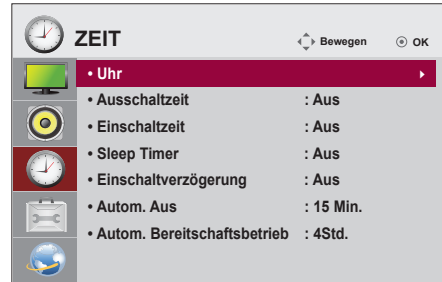 ZEIT Bewegen OK
• Uhr
• Ausschaltzeit : Aus
• Einschaltzeit : Aus
• Sleep Timer : Aus
• Einschaltverzögerung : Aus
• Autom. Aus : 15 Min.
• Autom. Bereitschaftsbetrieb : 4Std.